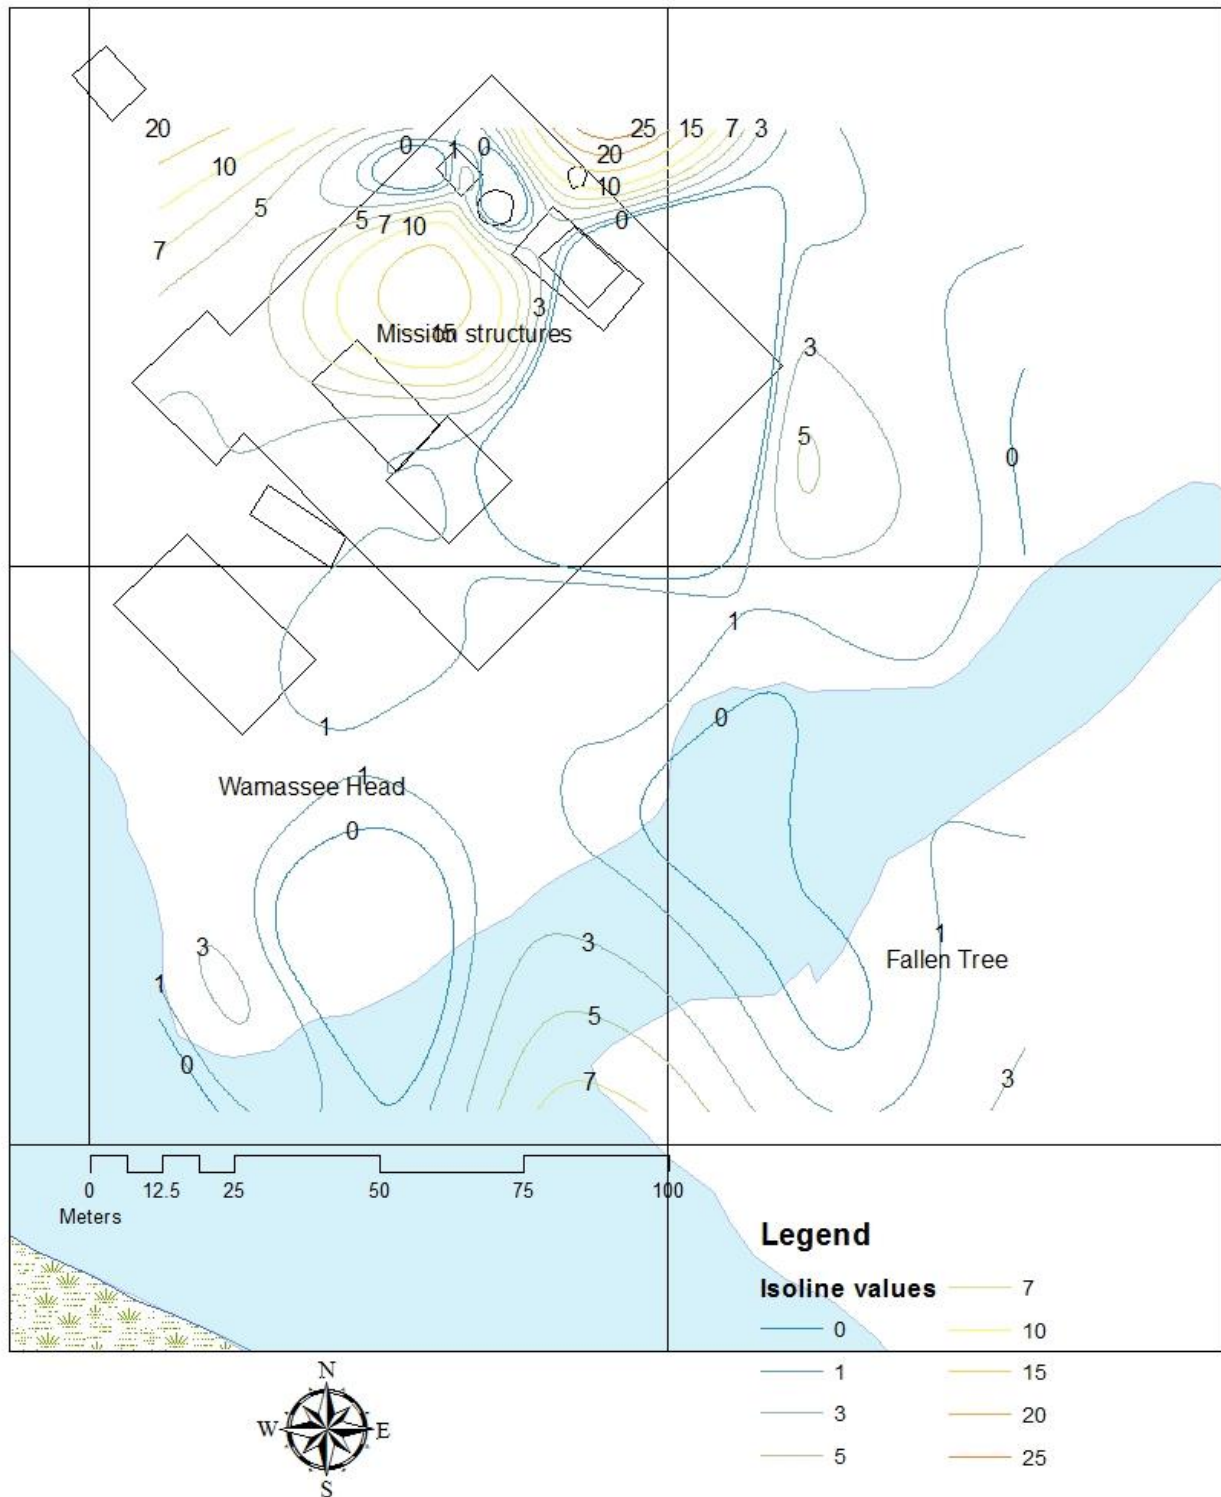 20 25 15 7 3
0 1 0 20
10 10
5 5 7 10 0
7
3
Mission structures
15
3
5
0
1
0
1
1
Wamassee Head
0
3 3 1
Fallen Tree
1
5
0 7 3
0 12.5 25 50 75 100
Meters
Legend
Isoline values 7
0 10
1 15
3 20
5 25
N
W E
S